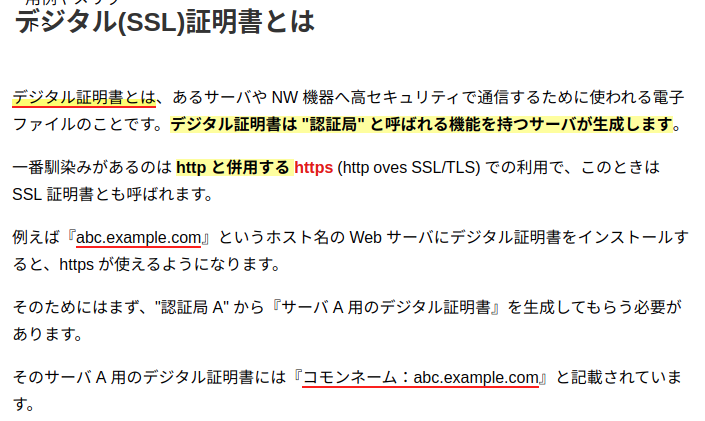 デジタル(SSL)証明書とは
デジタル証明書とは、あるサーバや NW 機器へ高セキュリティで通信するために使われる電子
ファイルのことです。デジタル証明書は "認証局" と呼ばれる機能を持つサーバが生成します。
一番馴染みがあるのは http と併用する https (http oves SSL/TLS) での利用で、このときは
SSL 証明書とも呼ばれます。
例えば『abc.example.com』というホスト名の Web サーバにデジタル証明書をインストールす
ると、https が使えるようになります。
そのためにはまず、"認証局 A" から『サーバ A 用のデジタル証明書』を生成してもらう必要が
あります。
そのサーバ A 用のデジタル証明書には『コモンネーム：abc.example.com』と記載されていま
す。